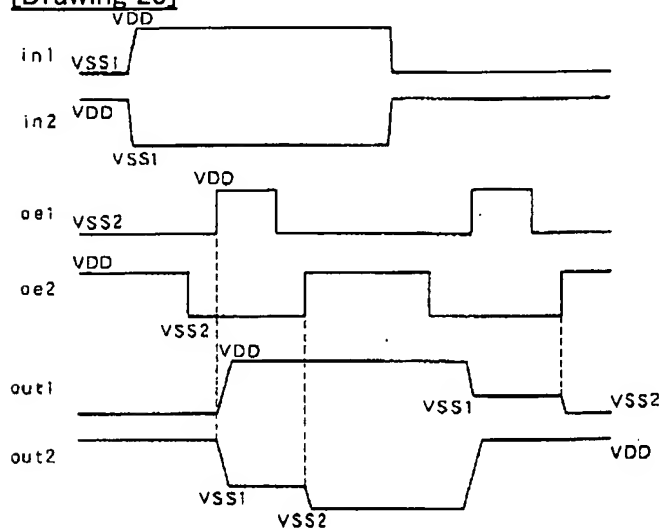 [Drawing 26]
VDD
in1
VSS1
VDD
in2
VSS1
VDD
oe1
VSS2
VDD
oe2
VSS2
VDD
out1
VSS1
VSS2
out2
VDD
VSS1
VSS2